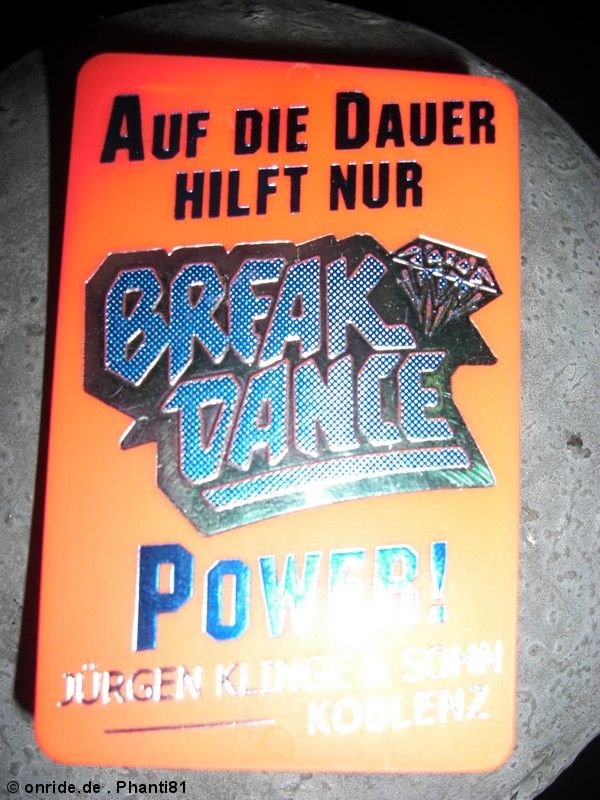 AUF DIE DAUER
HILFT NUR
BREAK
DANCE
POWER!
JÜRGEN KLINGE & SOHN
KOBLENZ
© onride.de . Phanti81